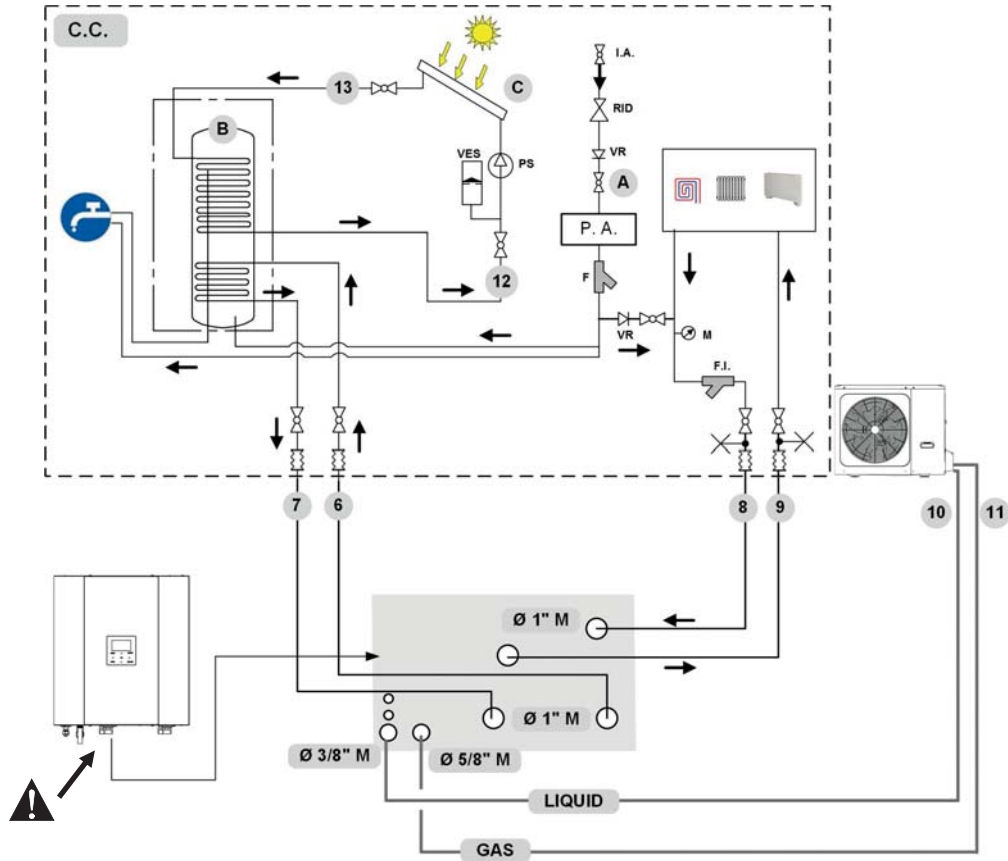 C.C.
I.A.
13
C
RID
B
VES
PS
VR
A
P. A.
F
12
VR
M
F.I.
7
6
8
9
10
11
Ø 1" M
Ø 1" M
Ø 3/8" M
Ø 5/8" M
LIQUID
GAS
!